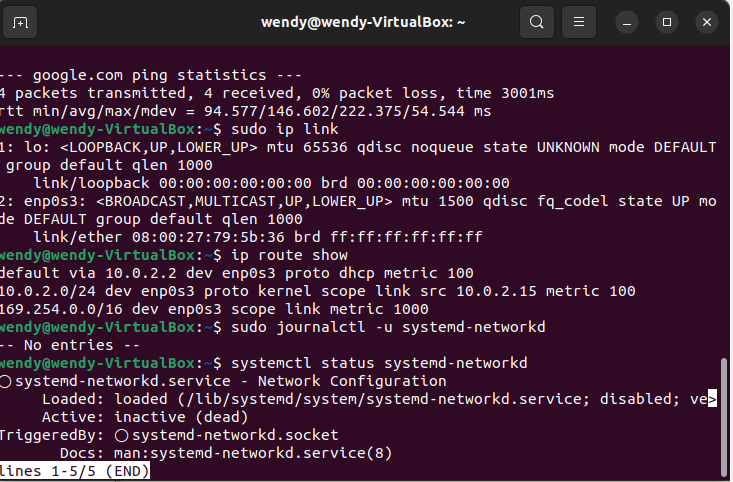 wendy@wendy-VirtualBox: ~
--- google.com ping statistics ---
4 packets transmitted, 4 received, 0% packet loss, time 3001ms
rtt min/avg/max/mdev = 94.577/146.602/222.375/54.544 ms
wendy@wendy-VirtualBox:~$ sudo ip link
1: lo: <LOOPBACK,UP,LOWER_UP> mtu 65536 qdisc noqueue state UNKNOWN mode DEFAULT
 group default qlen 1000
    link/loopback 00:00:00:00:00:00 brd 00:00:00:00:00:00
2: enp0s3: <BROADCAST,MULTICAST,UP,LOWER_UP> mtu 1500 qdisc fq_codel state UP mo
de DEFAULT group default qlen 1000
    link/ether 08:00:27:79:5b:36 brd ff:ff:ff:ff:ff:ff
wendy@wendy-VirtualBox:~$ ip route show
default via 10.0.2.2 dev enp0s3 proto dhcp metric 100
10.0.2.0/24 dev enp0s3 proto kernel scope link src 10.0.2.15 metric 100
169.254.0.0/16 dev enp0s3 scope link metric 1000
wendy@wendy-VirtualBox:~$ sudo journalctl -u systemd-networkd
-- No entries --
wendy@wendy-VirtualBox:~$ systemctl status systemd-networkd
○ systemd-networkd.service - Network Configuration
     Loaded: loaded (/lib/systemd/system/systemd-networkd.service; disabled; ve>
     Active: inactive (dead)
TriggeredBy: ○ systemd-networkd.socket
       Docs: man:systemd-networkd.service(8)
lines 1-5/5 (END)